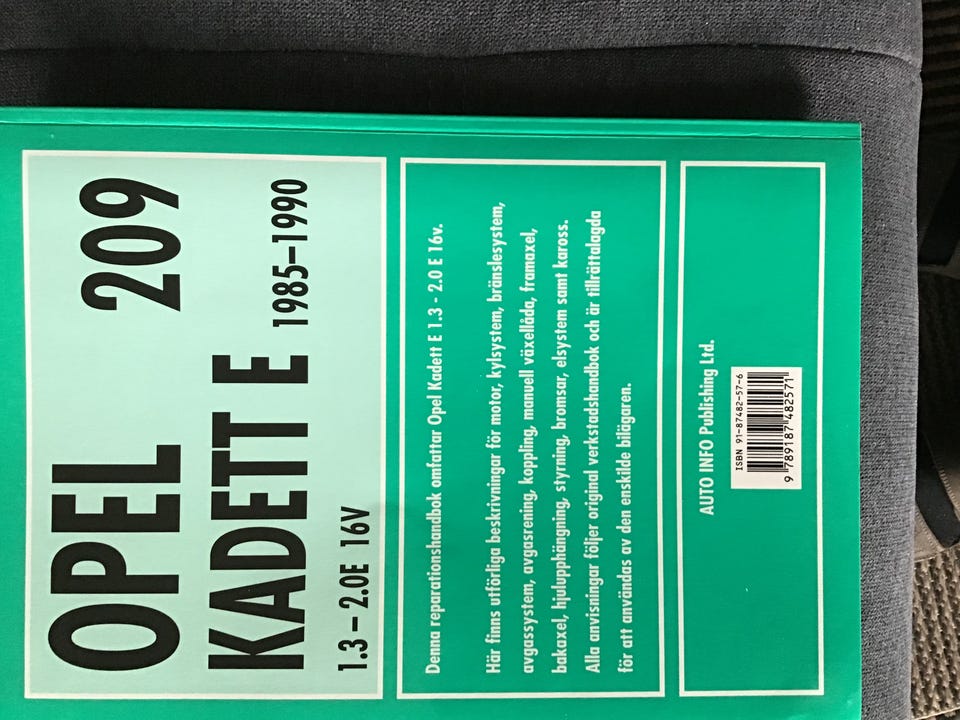 OPEL 209
KADETT E 1985–1990
1.3 – 2.0E 16V
Denna reparationshandbok omfattar Opel Kadett E 1.3 - 2.0 E 16v.
Här finns utförliga beskrivningar för motor, kylsystem, bränslesystem,
avgassystem, avgasrening, koppling, manuell växellåda, framaxel,
bakaxel, hjulupphängning, styrning, bromsar, elsystem samt kaross.
Alla anvisningar följer original verkstadshandbok och är tillrättalagda
för att användas av den enskilde bilägaren.
AUTO INFO Publishing Ltd.
ISBN 91-87482-57-6
9 789187 482571